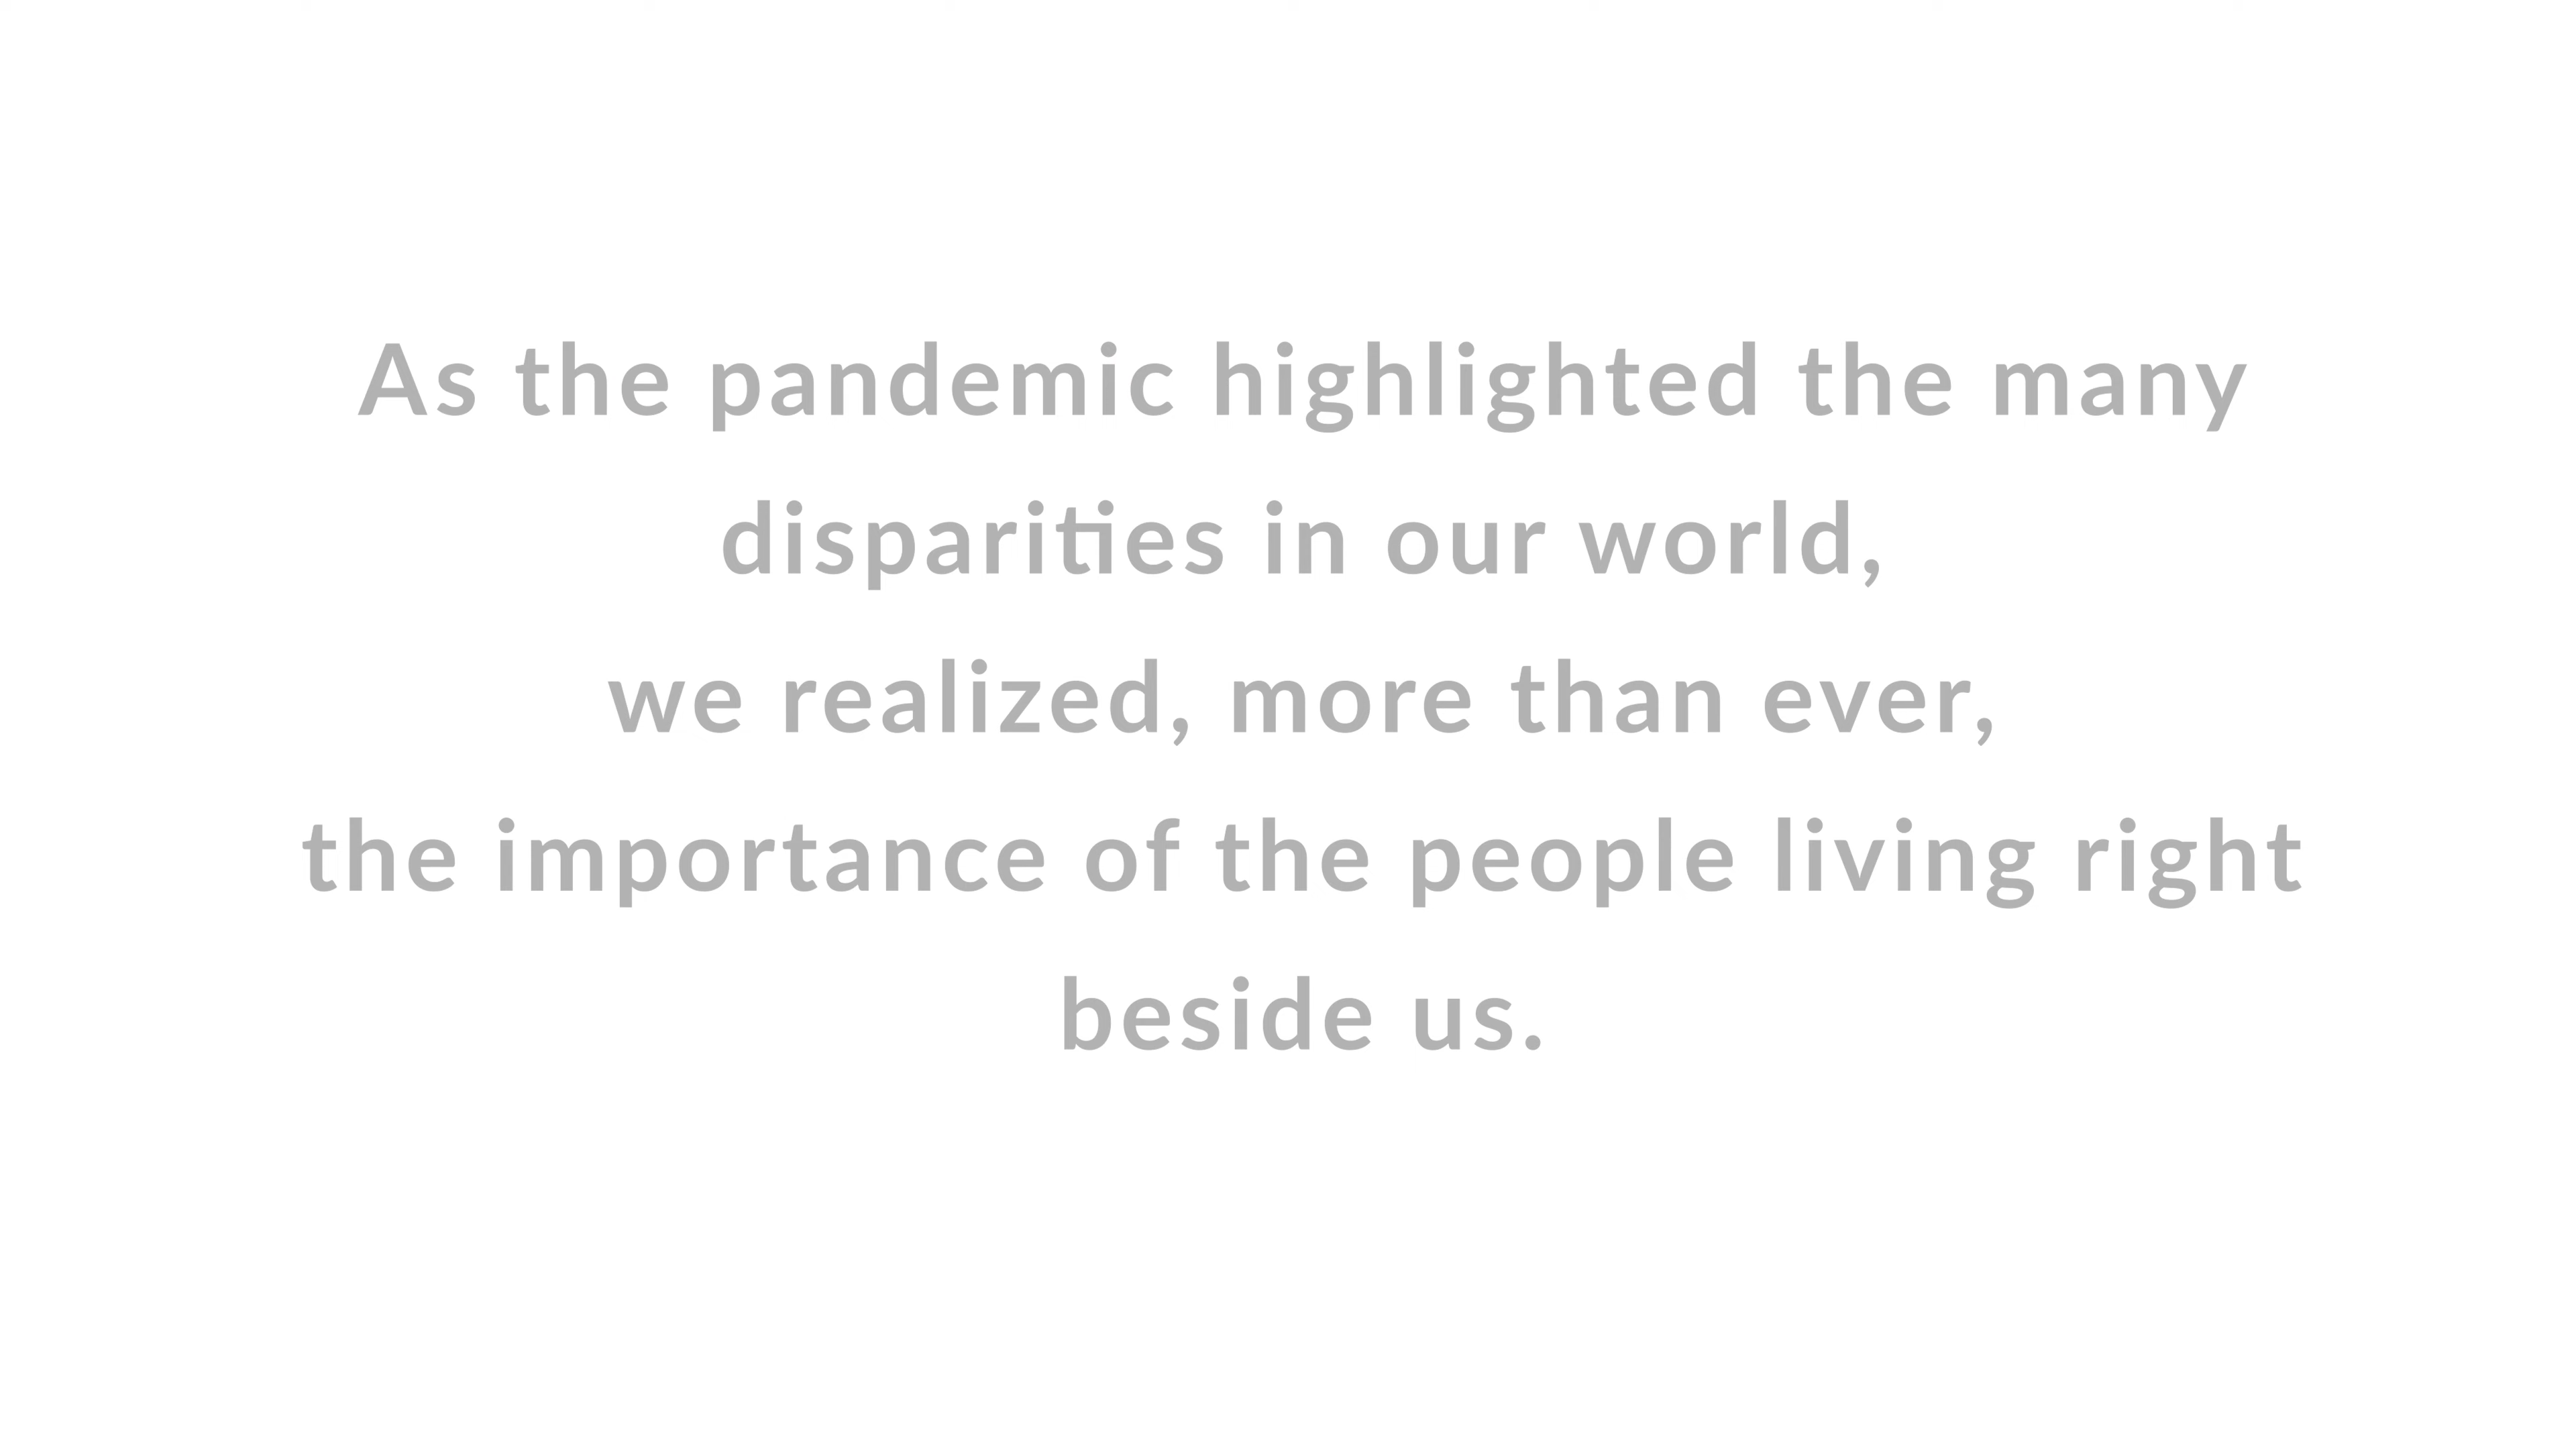 As the pandemic highlighted the many
disparities in our world,
we realized, more than ever,
the importance of the people living right
beside us.